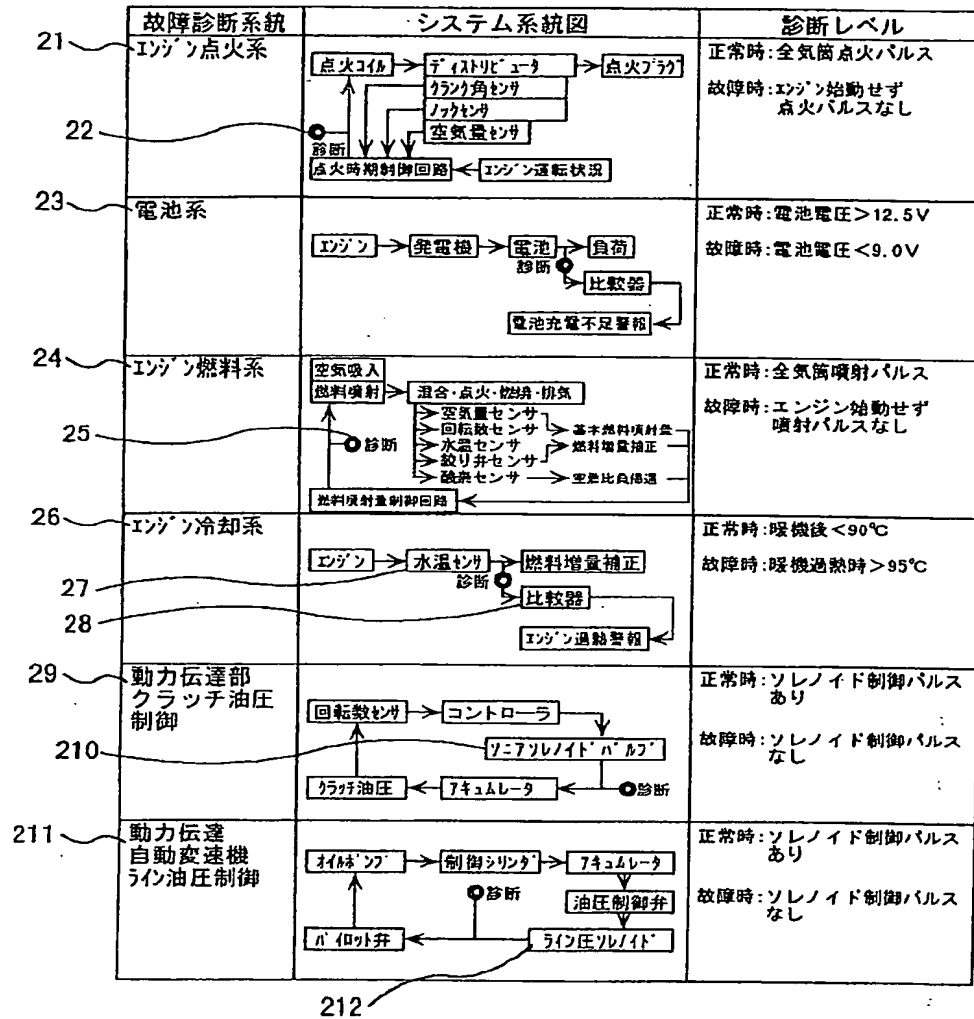 故障診断系統 システム系統図 診断レベル
21
エンジン点火系
点火コイル ディストリビュータ 点火プラグ
クランク角センサ
ノックセンサ
空気量センサ
22
診断
点火時期制御回路 エンジン運転状況
正常時:全気筒点火パルス
故障時:エンジン始動せず
点火パルスなし
23
電池系
エンジン 発電機 電池 負荷
診断
比較器
電池充電不足警報
正常時:電池電圧>12.5V
故障時:電池電圧<9.0V
24
エンジン燃料系
空気吸入
燃料噴射 混合・点火・燃焼・排気
空気量センサ
回転数センサ 基本燃料噴射量
水温センサ 燃料増量補正
絞り弁センサ
酸素センサ 空燃比負帰還
25
診断
燃料噴射量制御回路
正常時:全気筒噴射パルス
故障時:エンジン始動せず
噴射パルスなし
26
エンジン冷却系
エンジン 水温センサ 燃料増量補正
27
診断
28
比較器
エンジン過熱警報
正常時:暖機後<90℃
故障時:暖機過熱時>95℃
29
動力伝達部
クラッチ油圧
制御
回転数センサ コントローラ
210
リニアソレノイドバルブ
クラッチ油圧 アキュムレータ 診断
正常時:ソレノイド制御パルス
あり
故障時:ソレノイド制御パルス
なし
211
動力伝達
自動変速機
ライン油圧制御
オイルポンプ 制御シリンダ アキュムレータ
診断
油圧制御弁
パイロット弁 ライン圧ソレノイド
212
正常時:ソレノイド制御パルス
あり
故障時:ソレノイド制御パルス
なし